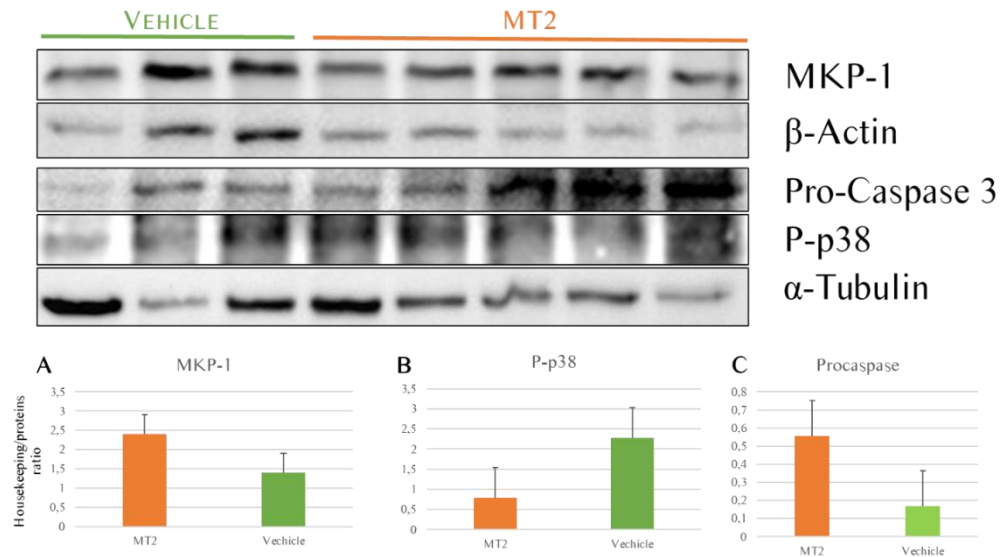 VEHICLE
MT2
MKP-1
β-Actin
Pro-Caspase 3
P-p38
α-Tubulin
A
MKP-1
Housekeeping/proteins
ratio
3,5
3
2,5
2
1,5
1
0,5
0
MT2
Vechicle
B
P-p38
3,5
3
2,5
2
1,5
1
0,5
0
MT2
Vechicle
C
Procaspase
0,8
0,7
0,6
0,5
0,4
0,3
0,2
0,1
0
MT2
Vechicle